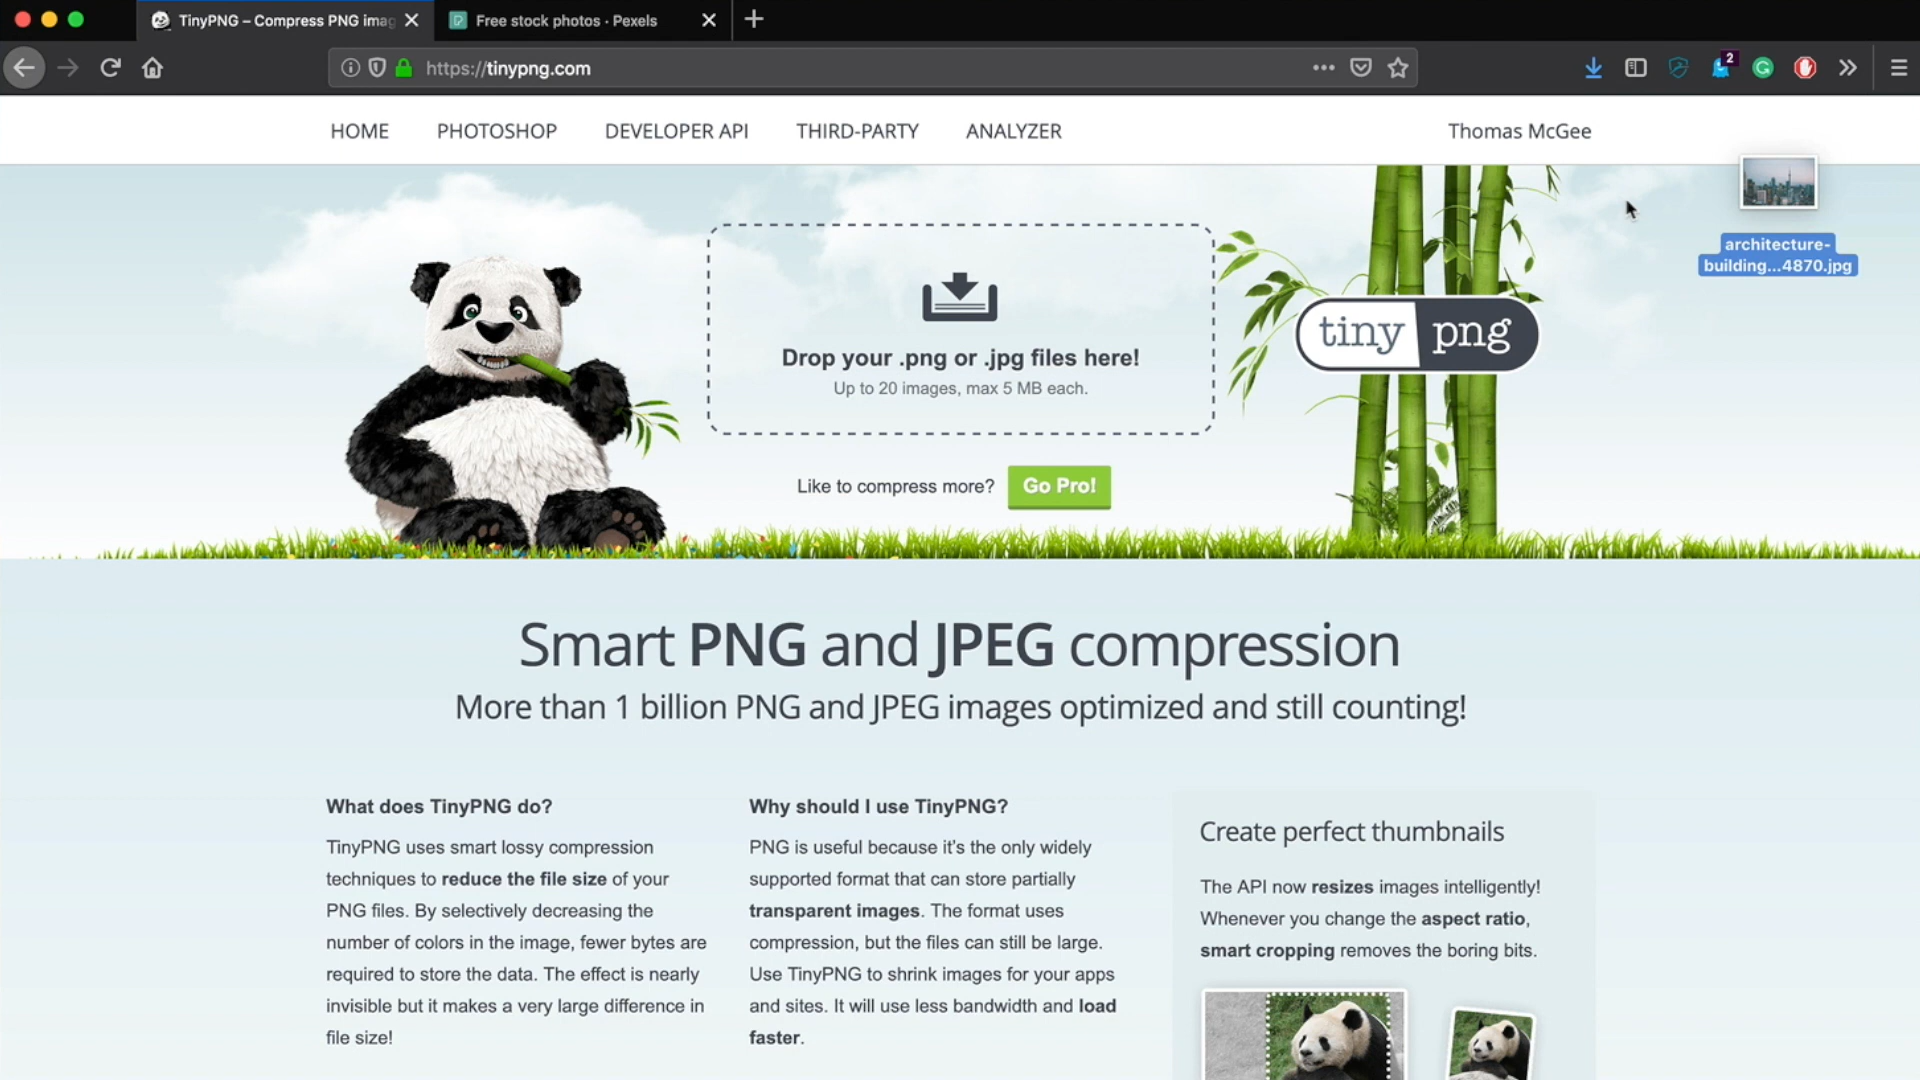 TinyPNG – Compress PNG imag
Free stock photos · Pexels
https://tinypng.com
2
HOME
PHOTOSHOP
DEVELOPER API
THIRD-PARTY
ANALYZER
Thomas McGee
architecture-
building...4870.jpg
Drop your .png or .jpg files here!
Up to 20 images, max 5 MB each.
tiny png
Like to compress more?
Go Pro!
Smart PNG and JPEG compression
More than 1 billion PNG and JPEG images optimized and still counting!
What does TinyPNG do?
TinyPNG uses smart lossy compression
techniques to reduce the file size of your
PNG files. By selectively decreasing the
number of colors in the image, fewer bytes are
required to store the data. The effect is nearly
invisible but it makes a very large difference in
file size!
Why should I use TinyPNG?
PNG is useful because it's the only widely
supported format that can store partially
transparent images. The format uses
compression, but the files can still be large.
Use TinyPNG to shrink images for your apps
and sites. It will use less bandwidth and load
faster.
Create perfect thumbnails
The API now resizes images intelligently!
Whenever you change the aspect ratio,
smart cropping removes the boring bits.